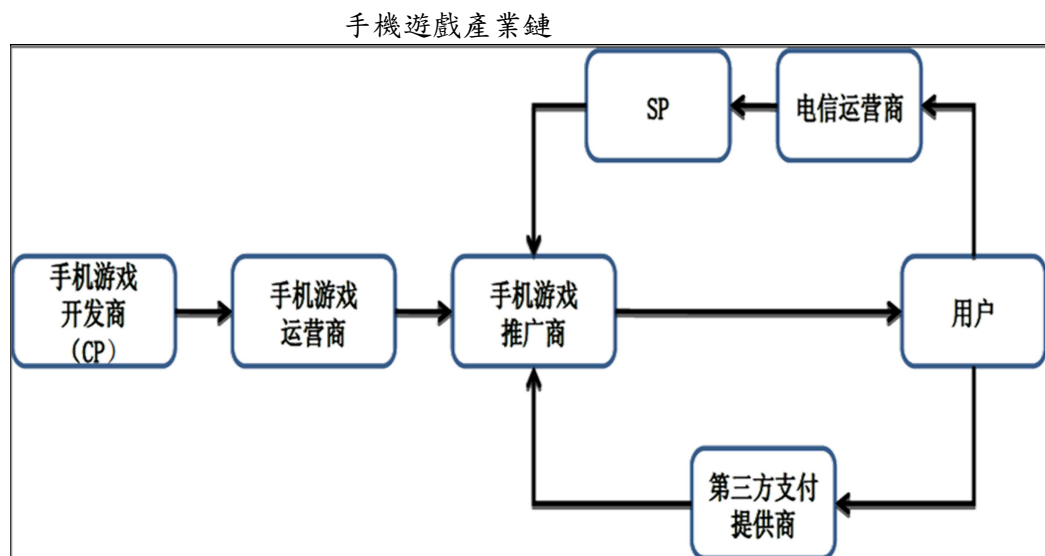 手機遊戲產業鏈
SP
电信运营商
手机游戏
开发商
（CP）
手机游戏
运营商
手机游戏
推广商
用户
第三方支付
提供商